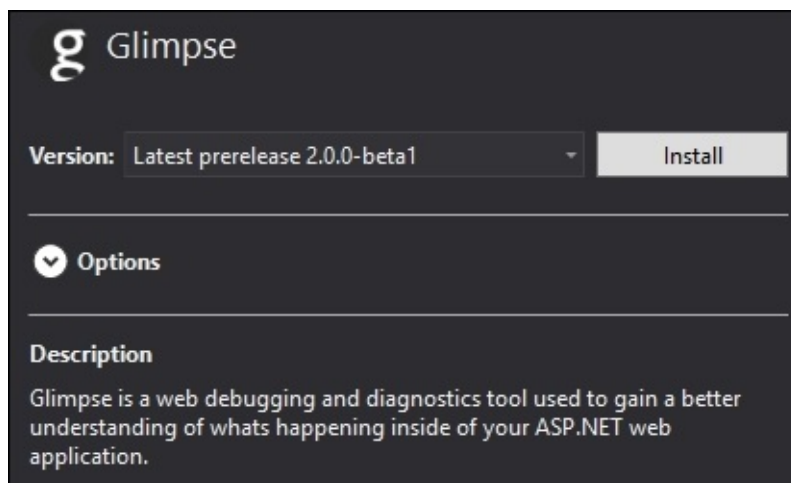 g Glimpse
Version: Latest prerelease 2.0.0-beta1 Install
Options
Description
Glimpse is a web debugging and diagnostics tool used to gain a better
understanding of whats happening inside of your ASP.NET web
application.